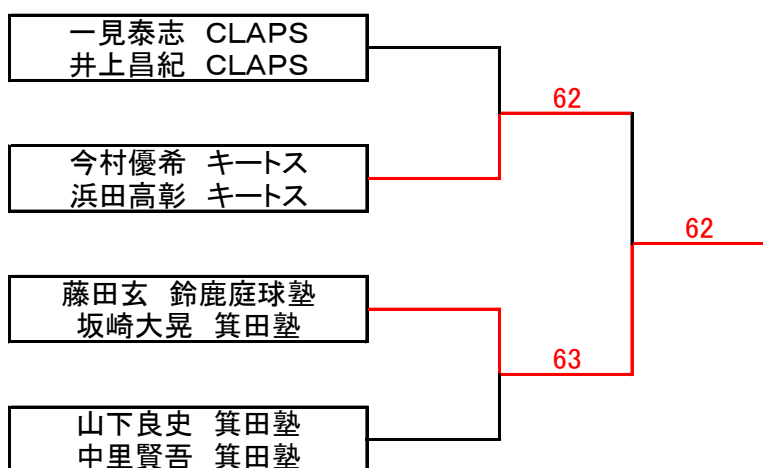 一見泰志 CLAPS
井上昌紀 CLAPS
62
今村優希 キートス
浜田高彰 キートス
62
藤田玄 鈴鹿庭球塾
坂崎大晃 箕田塾
63
山下良史 箕田塾
中里賢吾 箕田塾